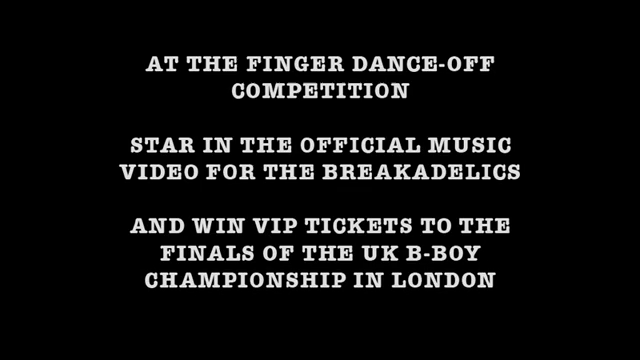 AT THE FINGER DANCE-OFF
COMPETITION
STAR IN THE OFFICIAL MUSIC
VIDEO FOR THE BREAKADELICS
AND WIN VIP TICKETS TO THE
FINALS OF THE UK B-BOY
CHAMPIONSHIP IN LONDON